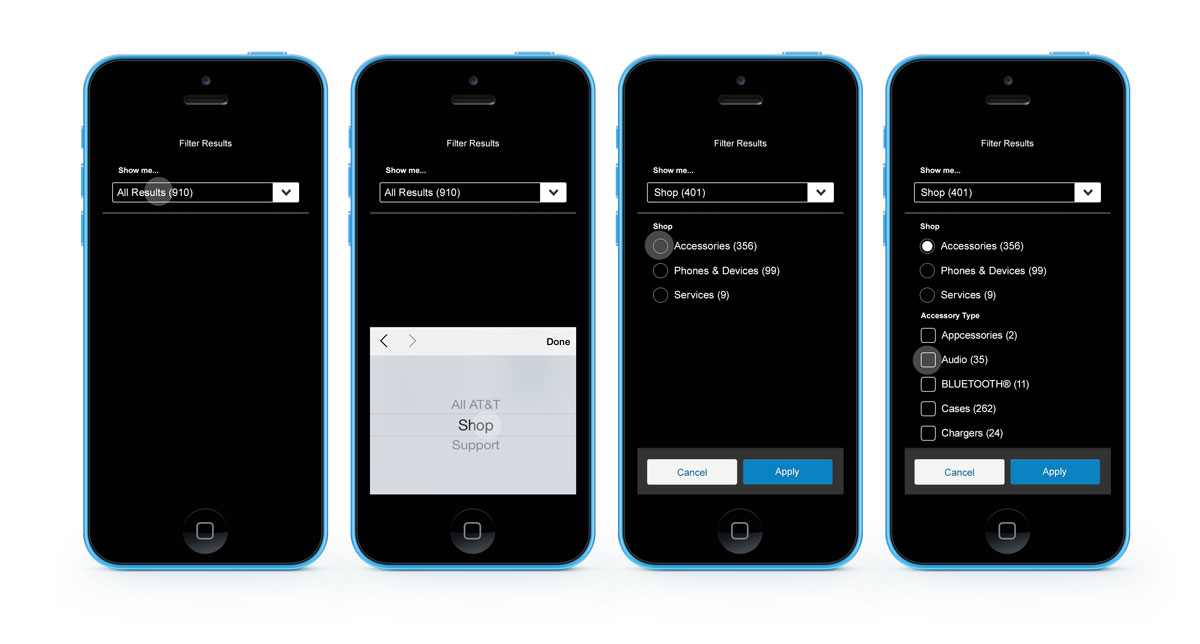 Filter Results
Show me...
All Results (910)
Filter Results
Show me...
All Results (910)
Done
All AT&T
Shop
Support
Filter Results
Show me...
Shop (401)
Shop
Accessories (356)
Phones & Devices (99)
Services (9)
Cancel
Apply
Filter Results
Show me...
Shop (401)
Shop
Accessories (356)
Phones & Devices (99)
Services (9)
Accessory Type
Appcessories (2)
Audio (35)
BLUETOOTH® (11)
Cases (262)
Chargers (24)
Cancel
Apply